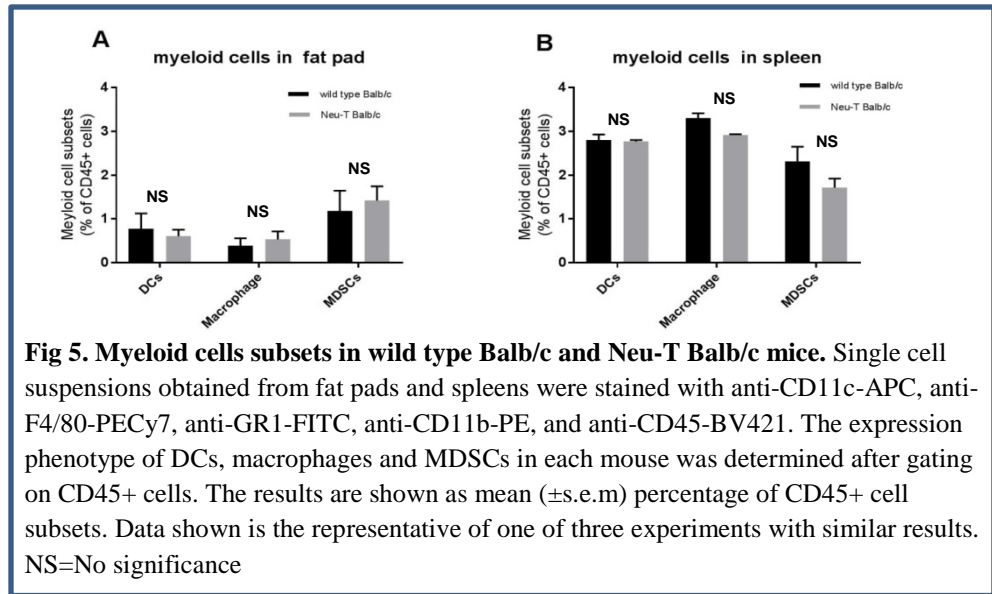 A
myeloid cells in fat pad
wild type Balb/c
Neu-T Balb/c
Meyloid cell subsets
(% of CD45+ cells)
4
3
2
1
0
NS
NS
NS
DCs
Macrophage
MDSCs
B
myeloid cells in spleen
wild type Balb/c
Neu-T Balb/c
Meyloid cell subsets
(% of CD45+ cells)
4
3
2
1
0
NS
NS
NS
DCs
Macrophage
MDSCs
Fig 5. Myeloid cells subsets in wild type Balb/c and Neu-T Balb/c mice. Single cell
suspensions obtained from fat pads and spleens were stained with anti-CD11c-APC, anti-
F4/80-PECy7, anti-GR1-FITC, anti-CD11b-PE, and anti-CD45-BV421. The expression
phenotype of DCs, macrophages and MDSCs in each mouse was determined after gating
on CD45+ cells. The results are shown as mean (±s.e.m) percentage of CD45+ cell
subsets. Data shown is the representative of one of three experiments with similar results.
NS=No significance